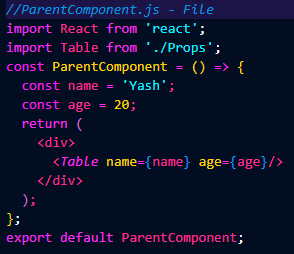 //ParentComponent.js - File
import React from 'react';
import Table from './Props';
const ParentComponent = () => {
  const name = 'Yash';
  const age = 20;
  return (
    <div>
      <Table name={name} age={age}/>
    </div>
  );
};
export default ParentComponent;